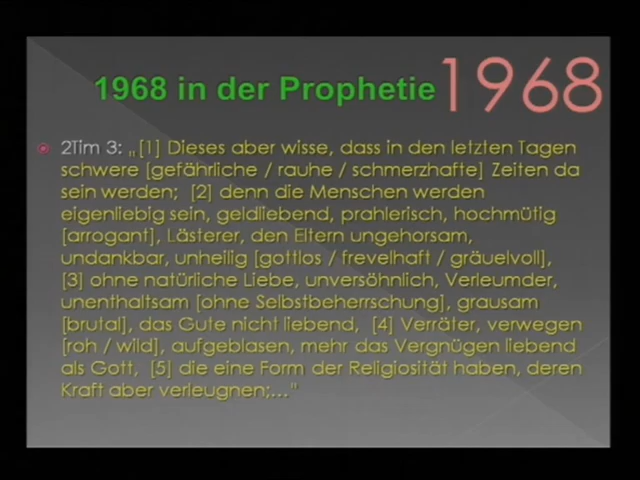 1968 in der Prophetie
1968
2Tim 3: „[1] Dieses aber wisse, dass in den letzten Tagen
schwere [gefährliche / rauhe / schmerzhafte] Zeiten da
sein werden; [2] denn die Menschen werden
eigenliebig sein, geldliebend, prahlerisch, hochmütig
[arrogant], Lästerer, den Eltern ungehorsam,
undankbar, unheilig [gottlos / frevelhaft / gräuelvoll],
[3] ohne natürliche Liebe, unversöhnlich, Verleumder,
unenthaltsam [ohne Selbstbeherrschung], grausam
[brutal], das Gute nicht liebend, [4] Verräter, verwegen
[roh / wild], aufgeblasen, mehr das Vergnügen liebend
als Gott, [5] die eine Form der Religiosität haben, deren
Kraft aber verleugnen;..."